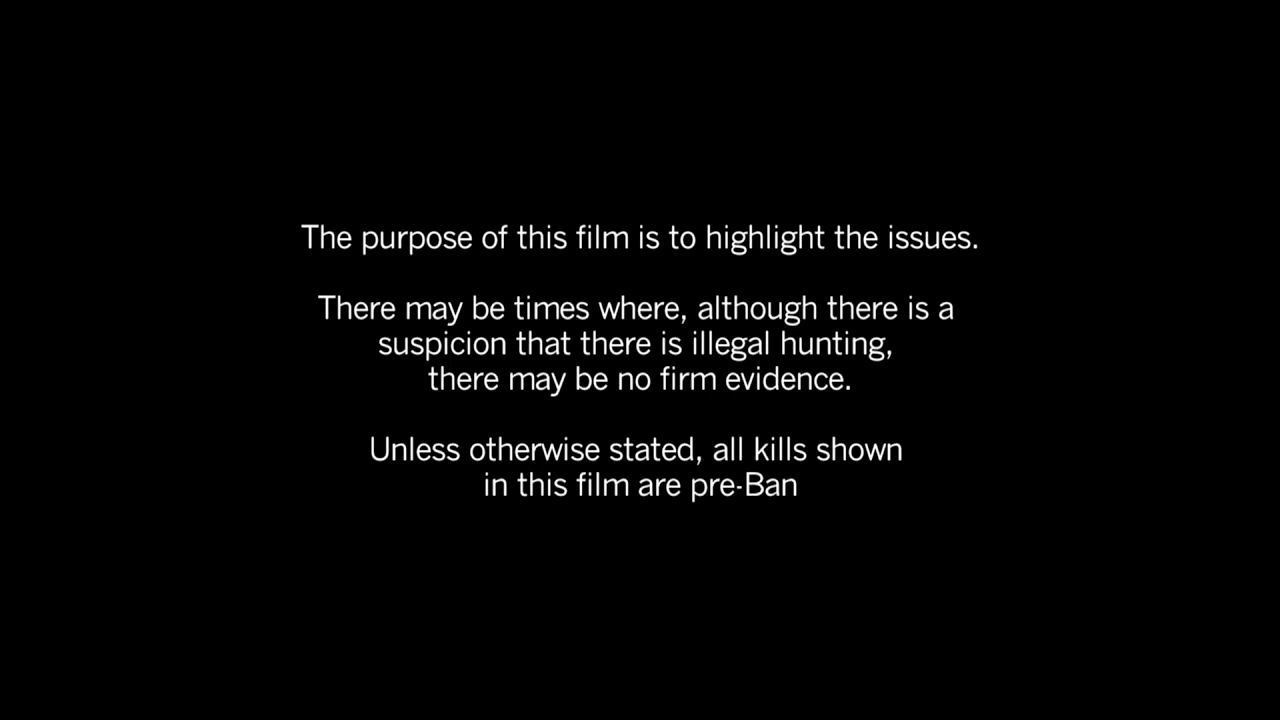 The purpose of this film is to highlight the issues.
There may be times where, although there is a
suspicion that there is illegal hunting,
there may be no firm evidence.
Unless otherwise stated, all kills shown
in this film are pre-Ban